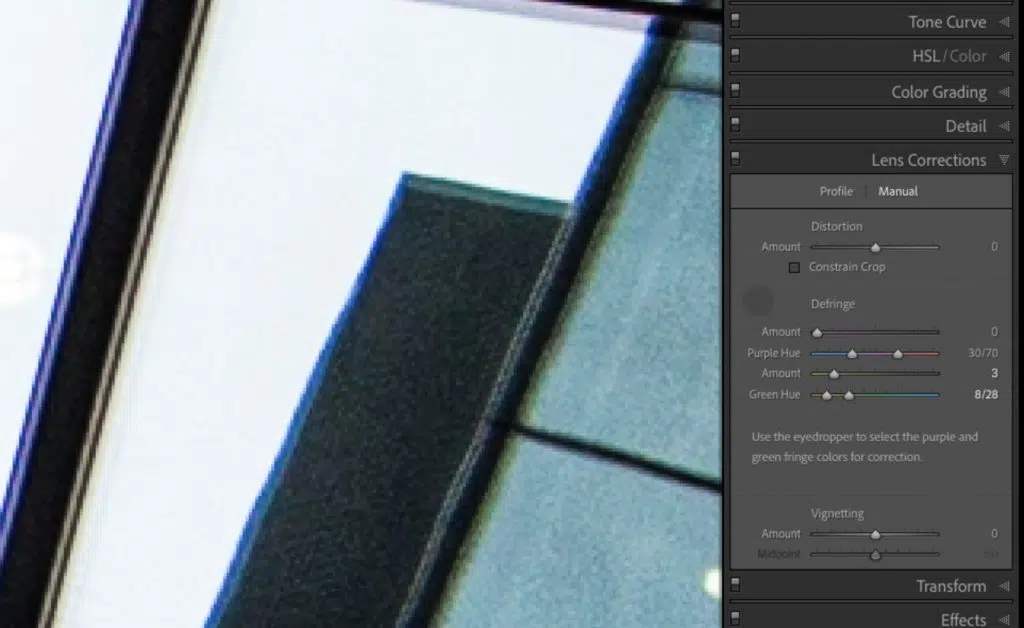 Tone Curve
HSL / Color
Color Grading
Detail
Lens Corrections
Profile | Manual
Distortion
Amount 0
Constrain Crop
Defringe
Amount 0
Purple Hue 30/70
Amount 3
Green Hue 8/28
Use the eyedropper to select the purple and
green fringe colors for correction.
Vignetting
Amount 0
Midpoint 50
Transform
Effects